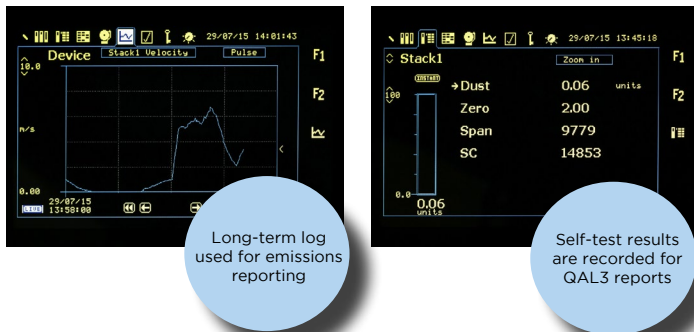 29/07/15 14:01:43
Device Stack1 Velocity Pulse
10.0
m/s
0.00
29/07/15
13:58:00
F1
F2
Long-term log
used for emissions
reporting
29/07/15 13:45:18
Stack1 Zoom in
INSTANT
100
Dust 0.06 units
Zero 2.00
Span 9779
SC 14853
0.0
0.06
units
F1
F2
Self-test results
are recorded for
QAL3 reports